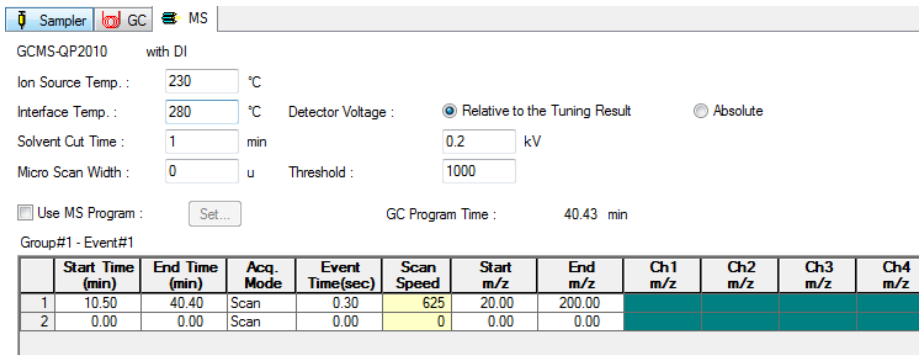 Sampler GC MS
GCMS-QP2010 with DI
Ion Source Temp. : 230 °C
Interface Temp. : 280 °C Detector Voltage : Relative to the Tuning Result Absolute
Solvent Cut Time : 1 min 0.2 kV
Micro Scan Width : 0 u Threshold : 1000
Use MS Program : Set... GC Program Time : 40.43 min
Group#1 - Event#1
Start Time (min) End Time (min) Acq. Mode Event Time(sec) Scan Speed Start m/z End m/z Ch1 m/z Ch2 m/z Ch3 m/z Ch4 m/z
1 10.50 40.40 Scan 0.30 625 20.00 200.00
2 0.00 0.00 Scan 0.00 0 0.00 0.00